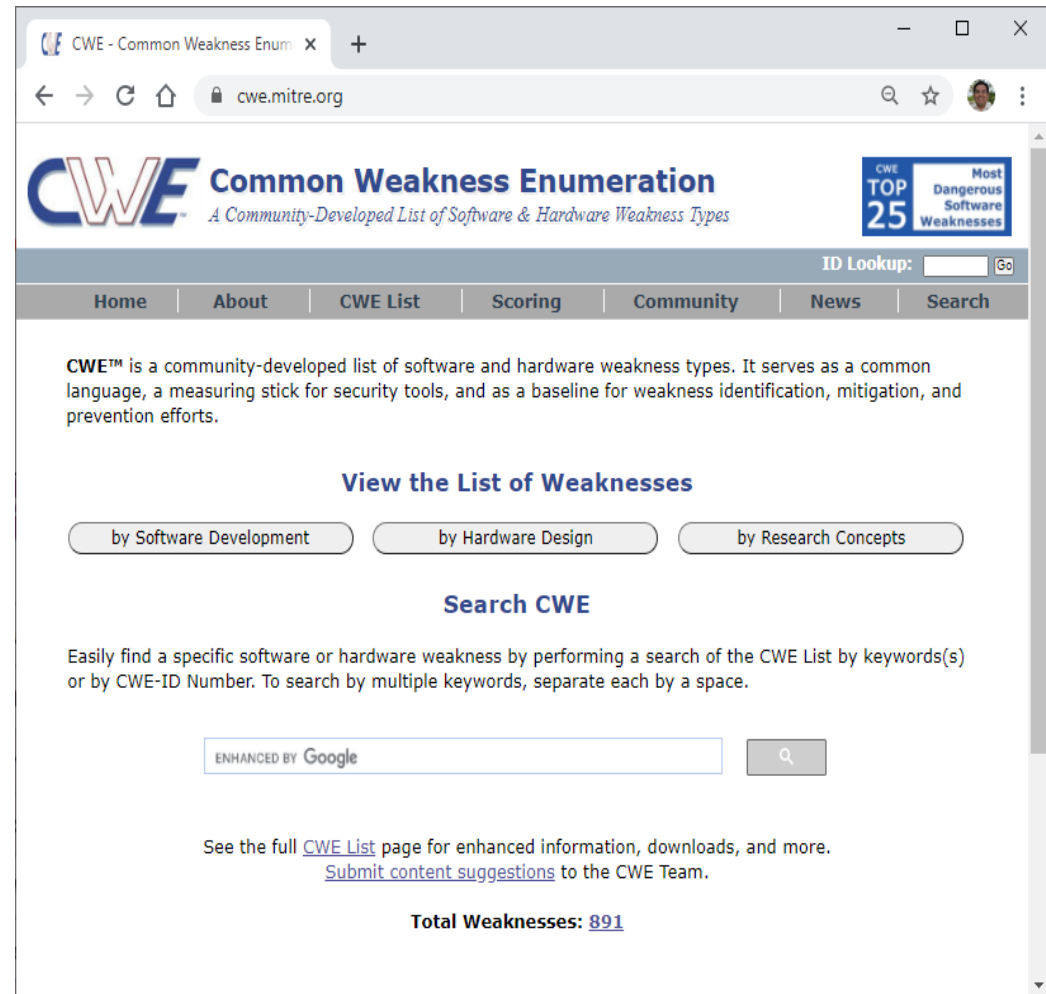 CWE - Common Weakness Enum
cwe.mitre.org
CWE
Common Weakness Enumeration
A Community-Developed List of Software & Hardware Weakness Types
CWE
TOP
25
Most
Dangerous
Software
Weaknesses
ID Lookup: Go
Home About CWE List Scoring Community News Search
CWE™ is a community-developed list of software and hardware weakness types. It serves as a common
language, a measuring stick for security tools, and as a baseline for weakness identification, mitigation, and
prevention efforts.
View the List of Weaknesses
by Software Development by Hardware Design by Research Concepts
Search CWE
Easily find a specific software or hardware weakness by performing a search of the CWE List by keywords(s)
or by CWE-ID Number. To search by multiple keywords, separate each by a space.
ENHANCED BY Google
See the full CWE List page for enhanced information, downloads, and more.
Submit content suggestions to the CWE Team.
Total Weaknesses: 891